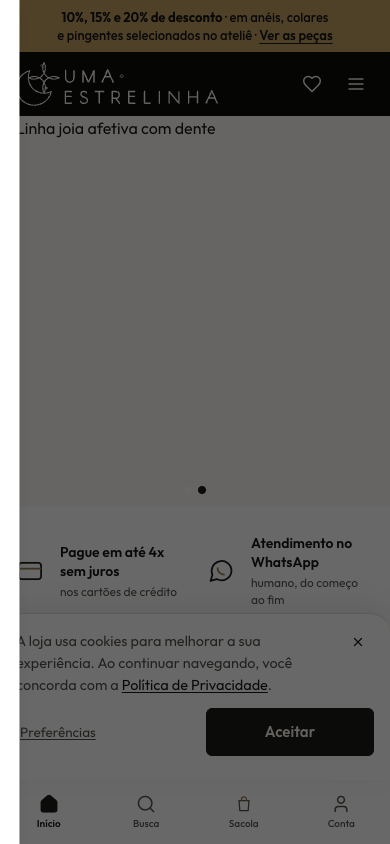 10%, 15% e 20% de desconto · em anéis, colares
e pingentes selecionados no ateliê · Ver as peças
UMA
ESTRELINHA
Linha joia afetiva com dente
Pague em até 4x
sem juros
nos cartões de crédito
Atendimento no
WhatsApp
humano, do começo
ao fim
A loja usa cookies para melhorar a sua
experiência. Ao continuar navegando, você
concorda com a Política de Privacidade.
Preferências
Aceitar
Início
Busca
Sacola
Conta